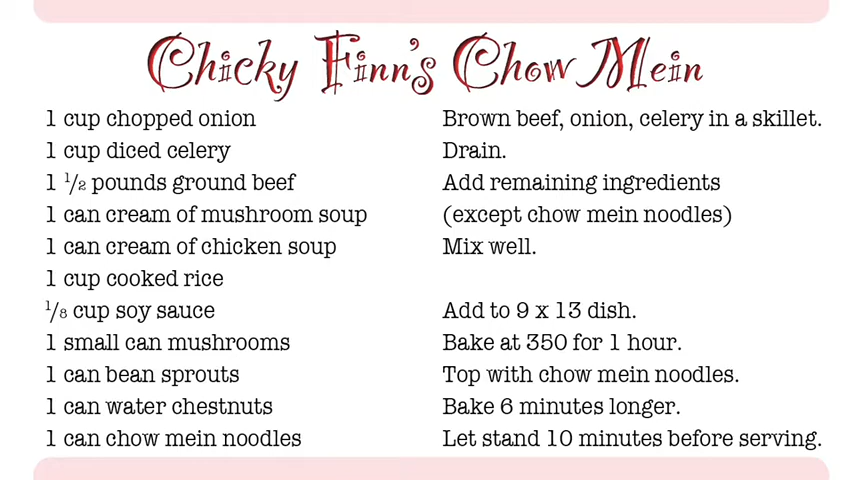 Chicky Finn's Chow Mein
1 cup chopped onion
1 cup diced celery
1 1/2 pounds ground beef
1 can cream of mushroom soup
1 can cream of chicken soup
1 cup cooked rice
1/8 cup soy sauce
1 small can mushrooms
1 can bean sprouts
1 can water chestnuts
1 can chow mein noodles
Brown beef, onion, celery in a skillet.
Drain.
Add remaining ingredients
(except chow mein noodles)
Mix well.
Add to 9 x 13 dish.
Bake at 350 for 1 hour.
Top with chow mein noodles.
Bake 6 minutes longer.
Let stand 10 minutes before serving.